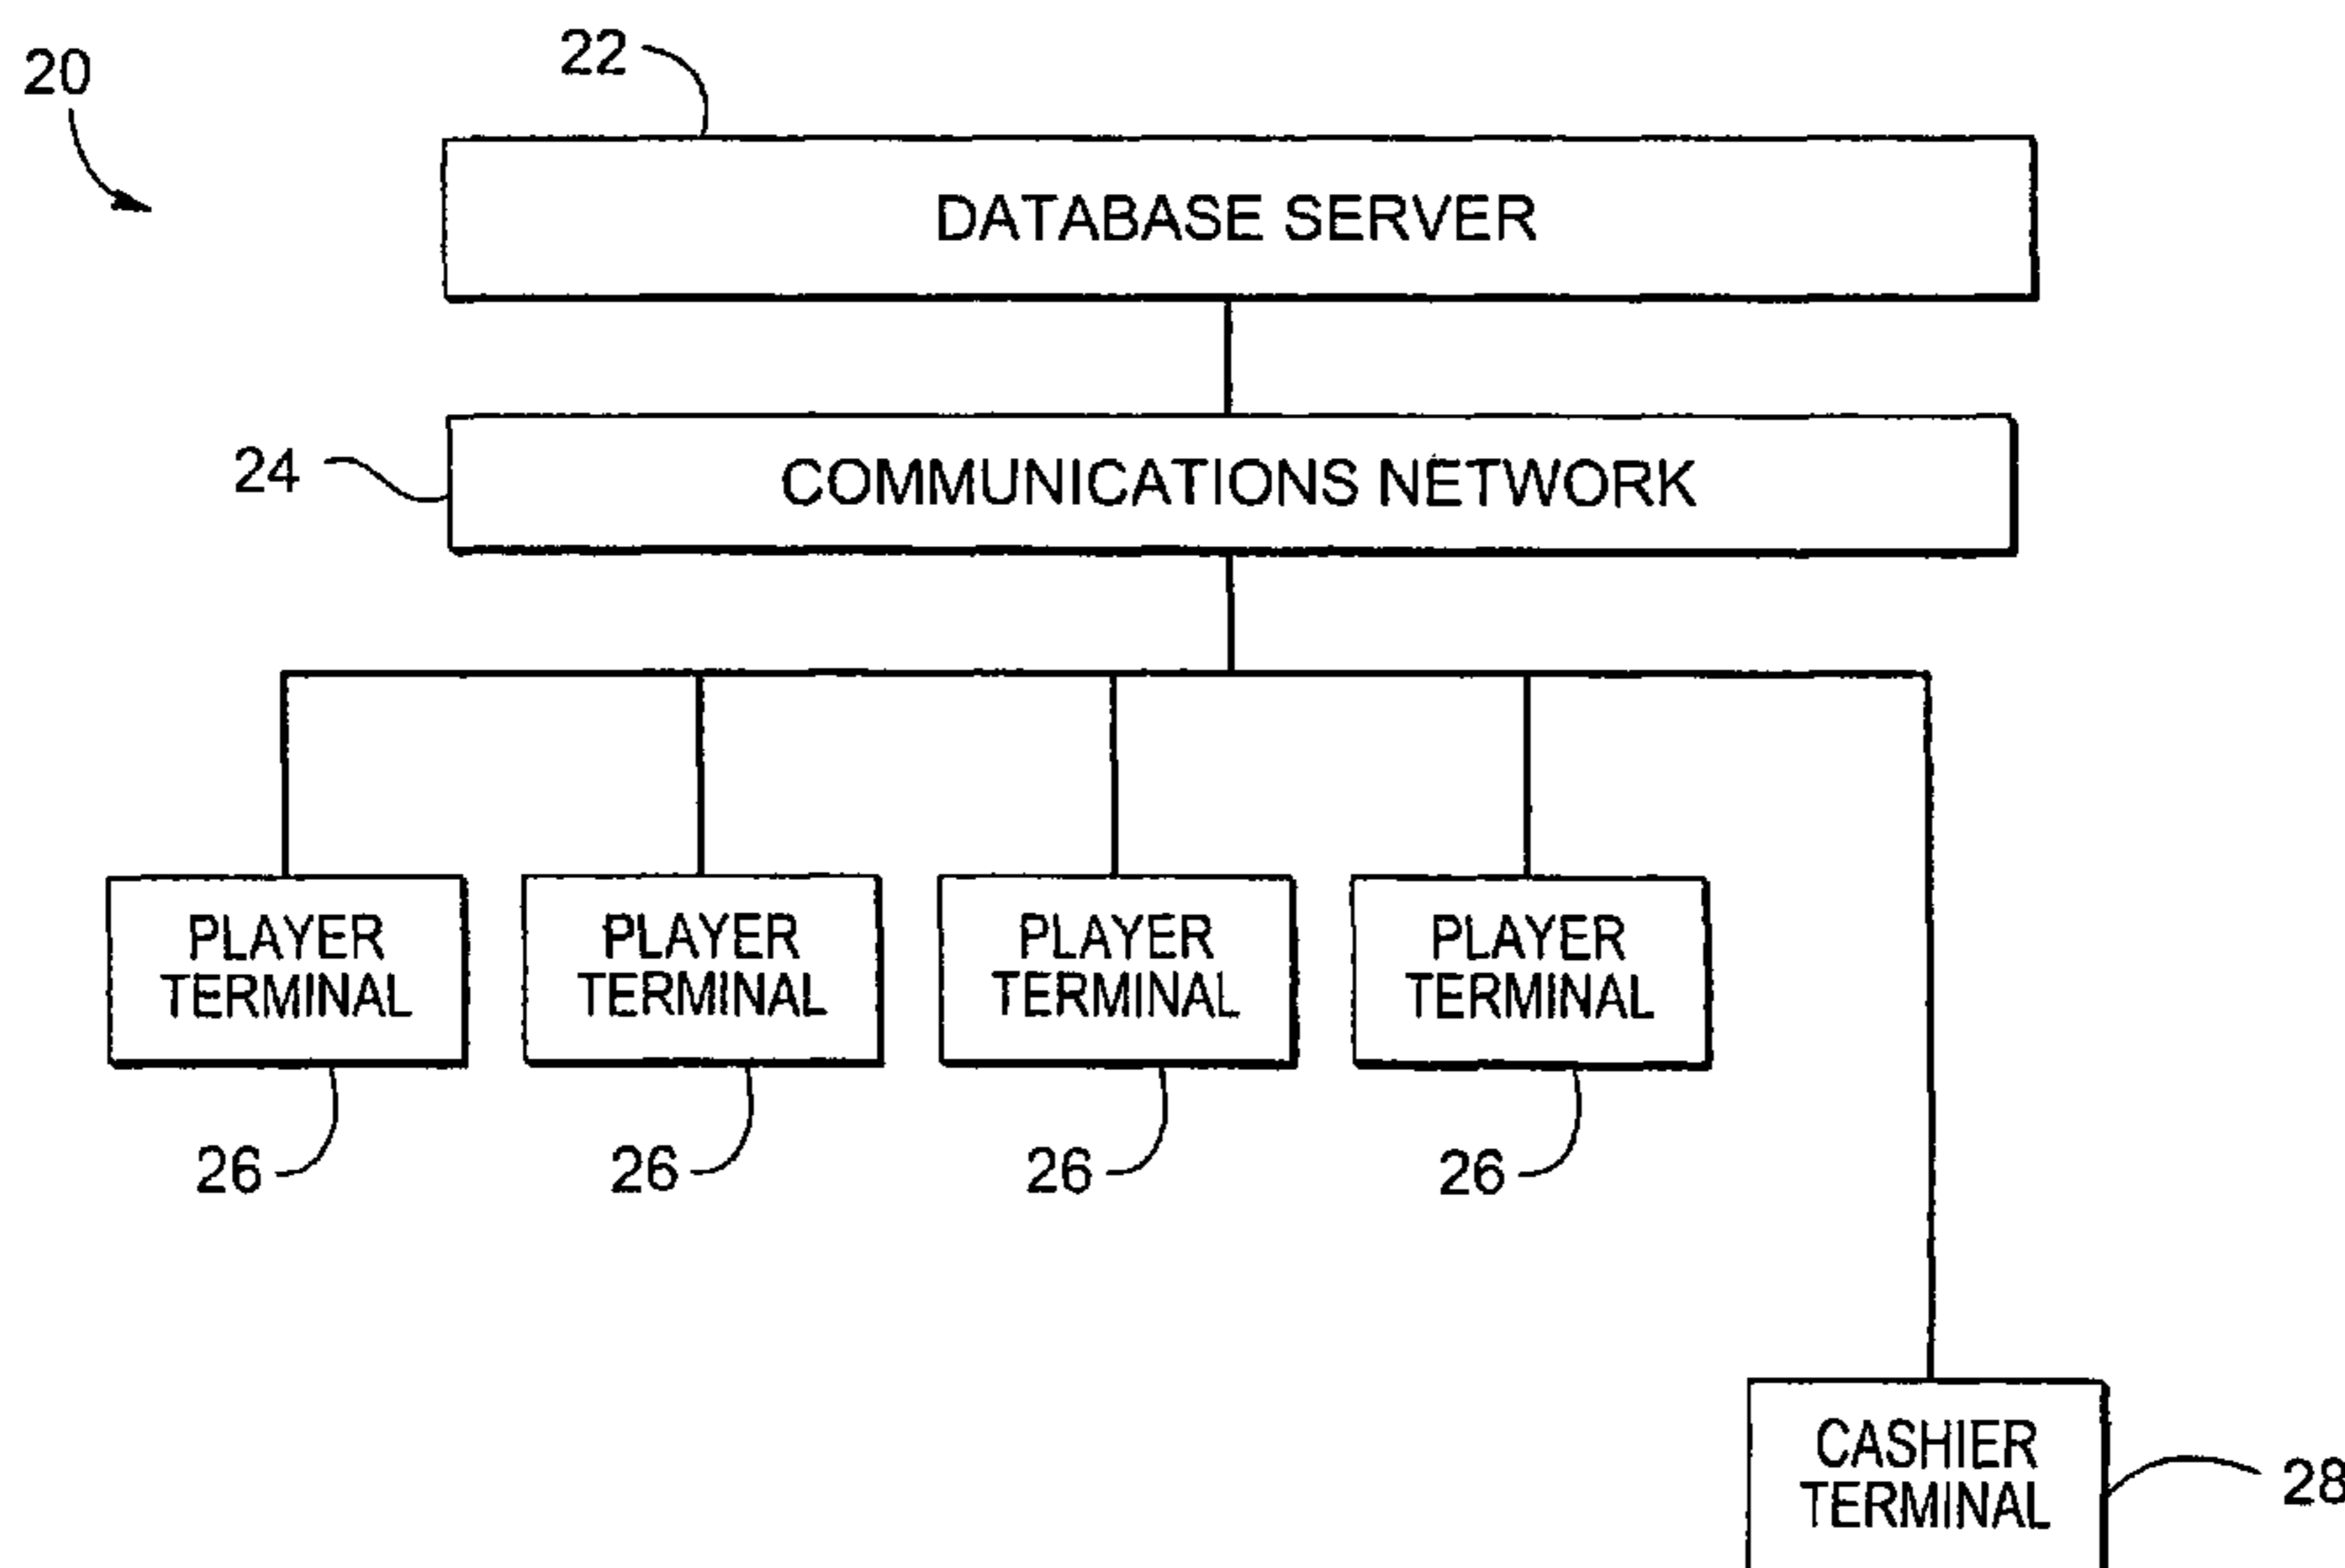 20
22
DATABASE SERVER
24
COMMUNICATIONS NETWORK
PLAYER
TERMINAL
PLAYER
TERMINAL
PLAYER
TERMINAL
PLAYER
TERMINAL
26
26
26
26
CASHIER
TERMINAL
28